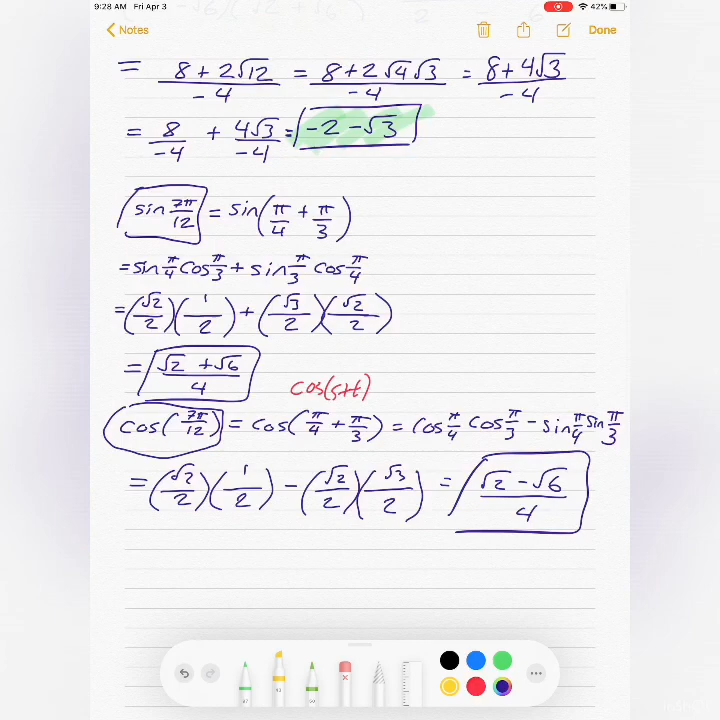 9:28 AM Fri Apr 3 42%
Notes Done
= (8 + 2√12)/-4 = (8 + 2√4√3)/-4 = (8 + 4√3)/-4
= 8/-4 + 4√3/-4 = -2 - √3
sin 7π/12 = sin(π/4 + π/3)
= sin π/4 cos π/3 + sin π/3 cos π/4
= (√2/2)(1/2) + (√3/2)(√2/2)
= (√2 + √6)/4
cos(s+t)
cos(7π/12) = cos(π/4 + π/3) = cos π/4 cos π/3 - sin π/4 sin π/3
= (√2/2)(1/2) - (√2/2)(√3/2) = (√2 - √6)/4